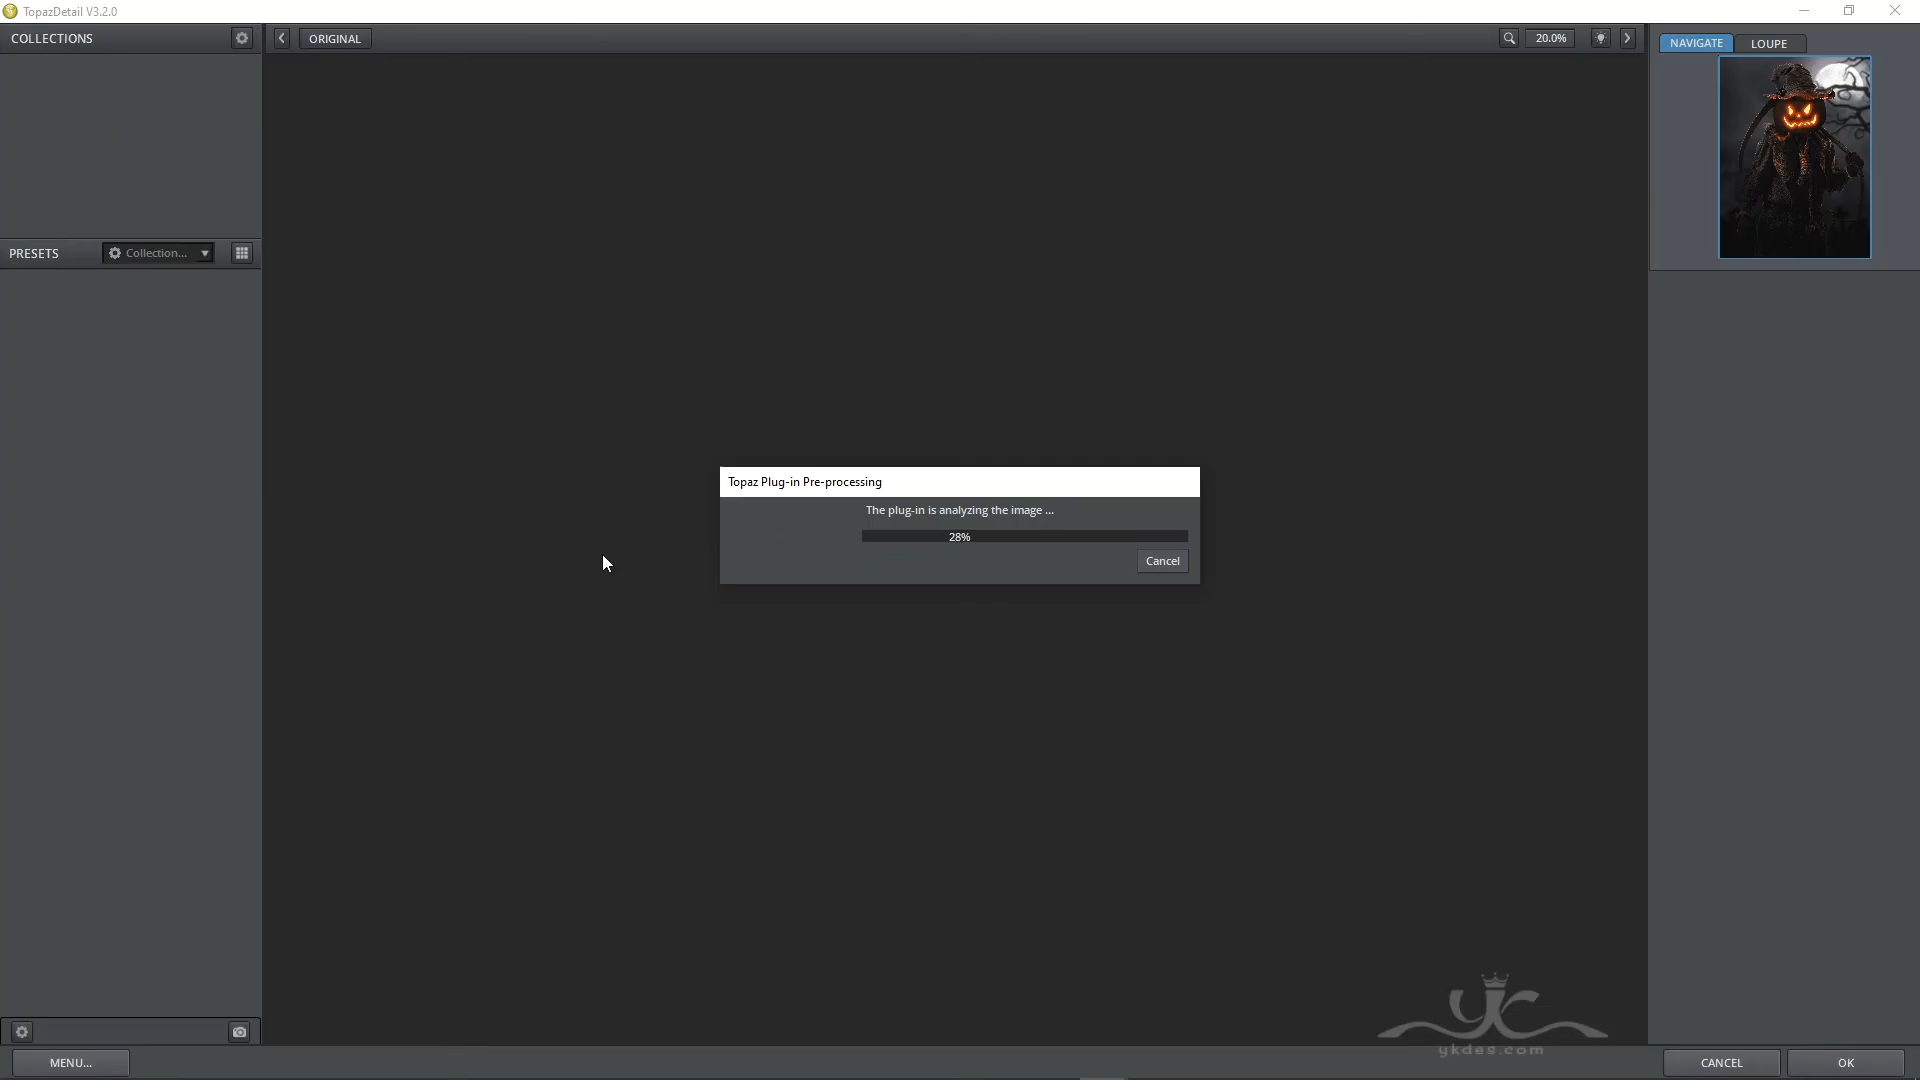 TopazDetail V3.2.0
COLLECTIONS
ORIGINAL
20.0%
NAVIGATE
LOUPE
PRESETS
Collection...
Topaz Plug-in Pre-processing
The plug-in is analyzing the image ...
28%
Cancel
yc
ykdes.com
MENU...
CANCEL
OK